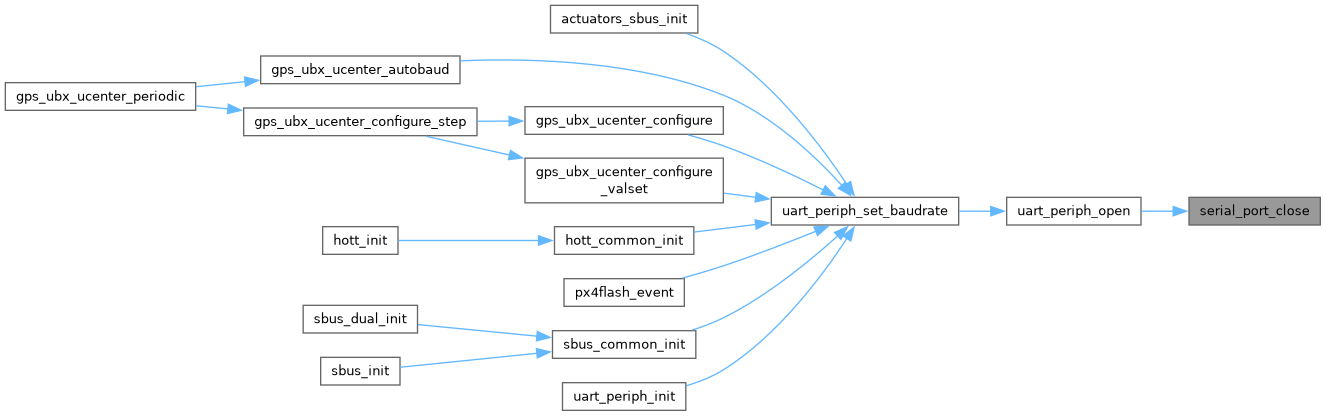 actuators_sbus_init
gps_ubx_ucenter_autobaud
gps_ubx_ucenter_periodic
gps_ubx_ucenter_configure
gps_ubx_ucenter_configure_step
gps_ubx_ucenter_configure
_valset
uart_periph_set_baudrate
uart_periph_open
serial_port_close
hott_init
hott_common_init
px4flash_event
sbus_dual_init
sbus_common_init
sbus_init
uart_periph_init